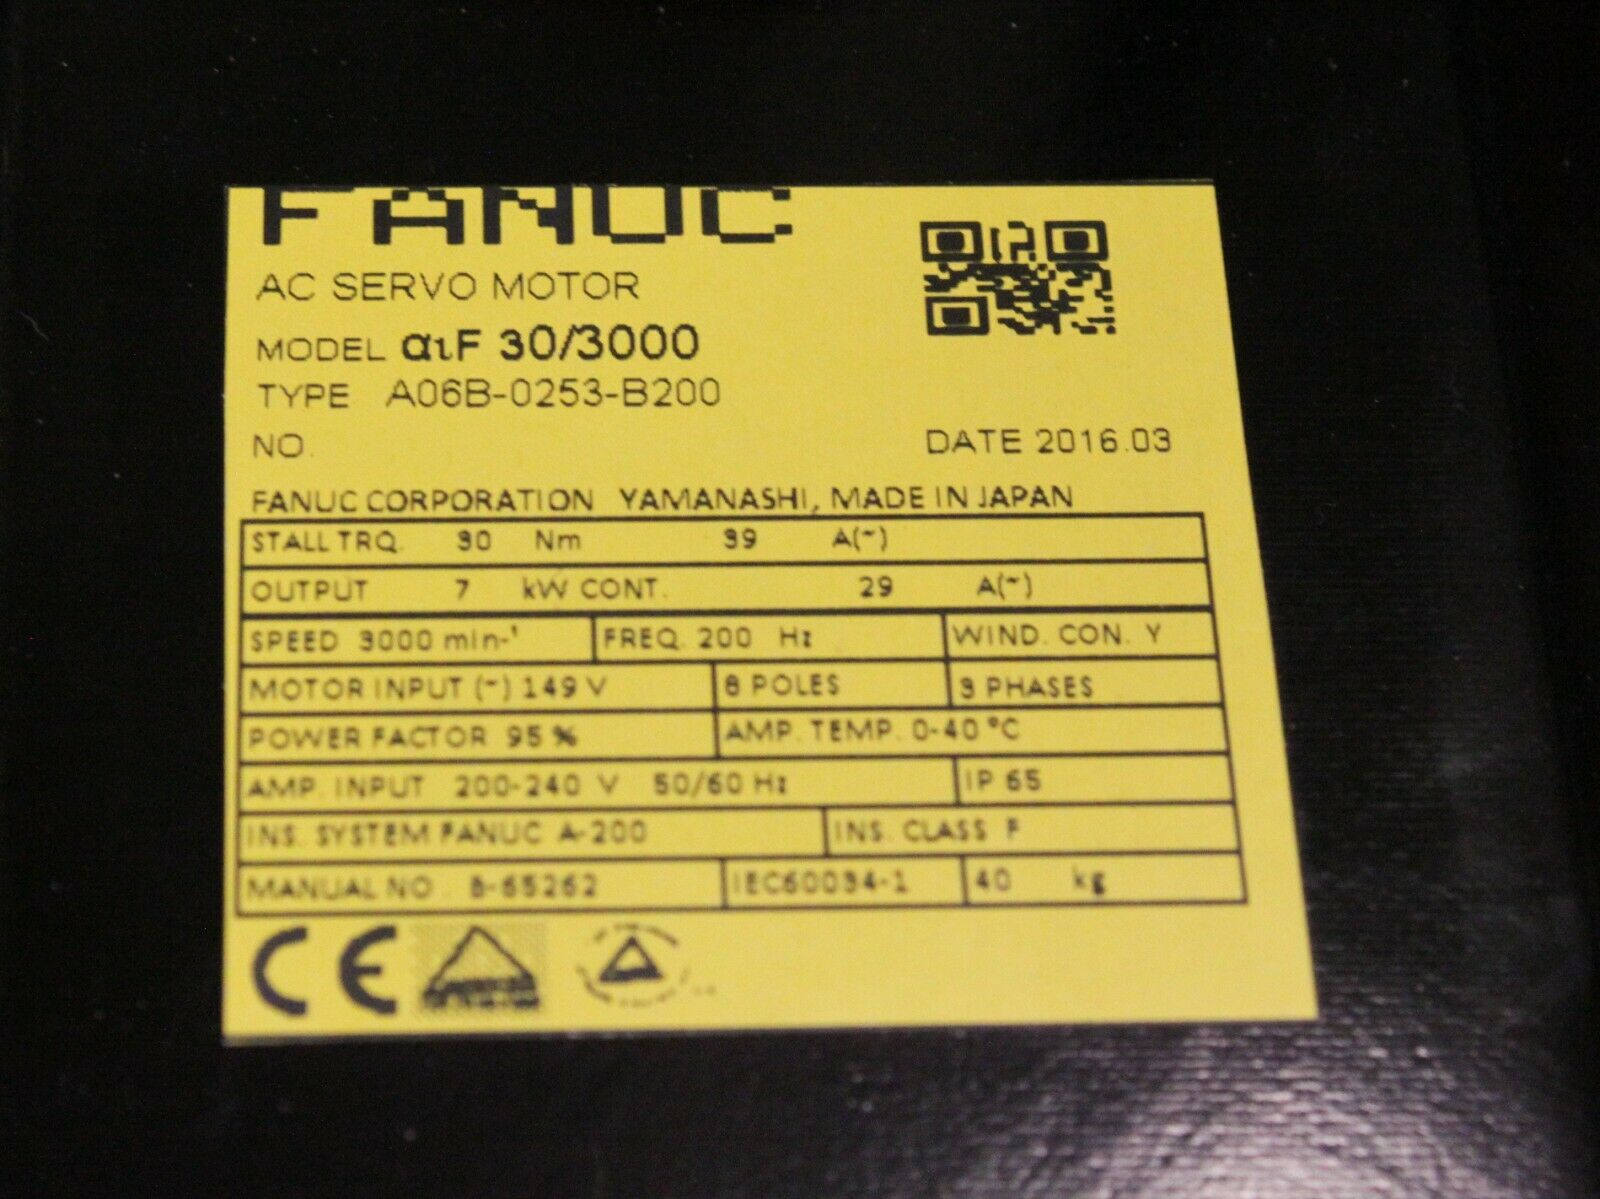 FANUC
AC SERVO MOTOR
MODEL αiF 30/3000
TYPE A06B-0253-B200
NO.
DATE 2016.03
FANUC CORPORATION YAMANASHI, MADE IN JAPAN
STALL TRQ. 30 Nm 39 A(~)
OUTPUT 7 kW CONT. 29 A(~)
SPEED 3000 min-¹ FREQ. 200 Hz WIND. CON. Y
MOTOR INPUT (~) 149 V 8 POLES 3 PHASES
POWER FACTOR 95 % AMP. TEMP. 0-40 °C
AMP. INPUT 200-240 V 50/60 Hz IP 65
INS. SYSTEM FANUC A-200 INS. CLASS F
MANUAL NO. B-65262 IEC60034-1 40 kg
CE